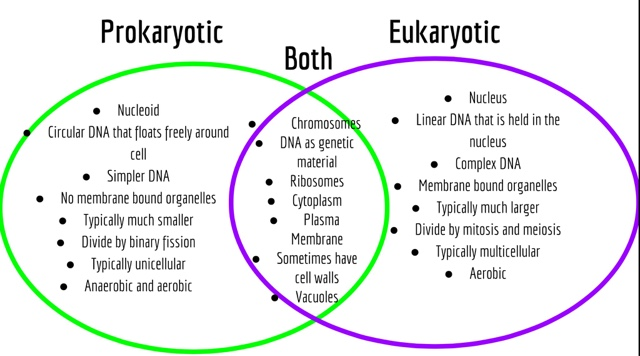 Prokaryotic
Both
Eukaryotic
Nucleoid
Circular DNA that floats freely around
cell
Simpler DNA
No membrane bound organelles
Typically much smaller
Divide by binary fission
Typically unicellular
Anaerobic and aerobic
Chromosomes
DNA as genetic
material
Ribosomes
Cytoplasm
Plasma
Membrane
Sometimes have
cell walls
Vacuoles
Nucleus
Linear DNA that is held in the
nucleus
Complex DNA
Membrane bound organelles
Typically much larger
Divide by mitosis and meiosis
Typically multicellular
Aerobic